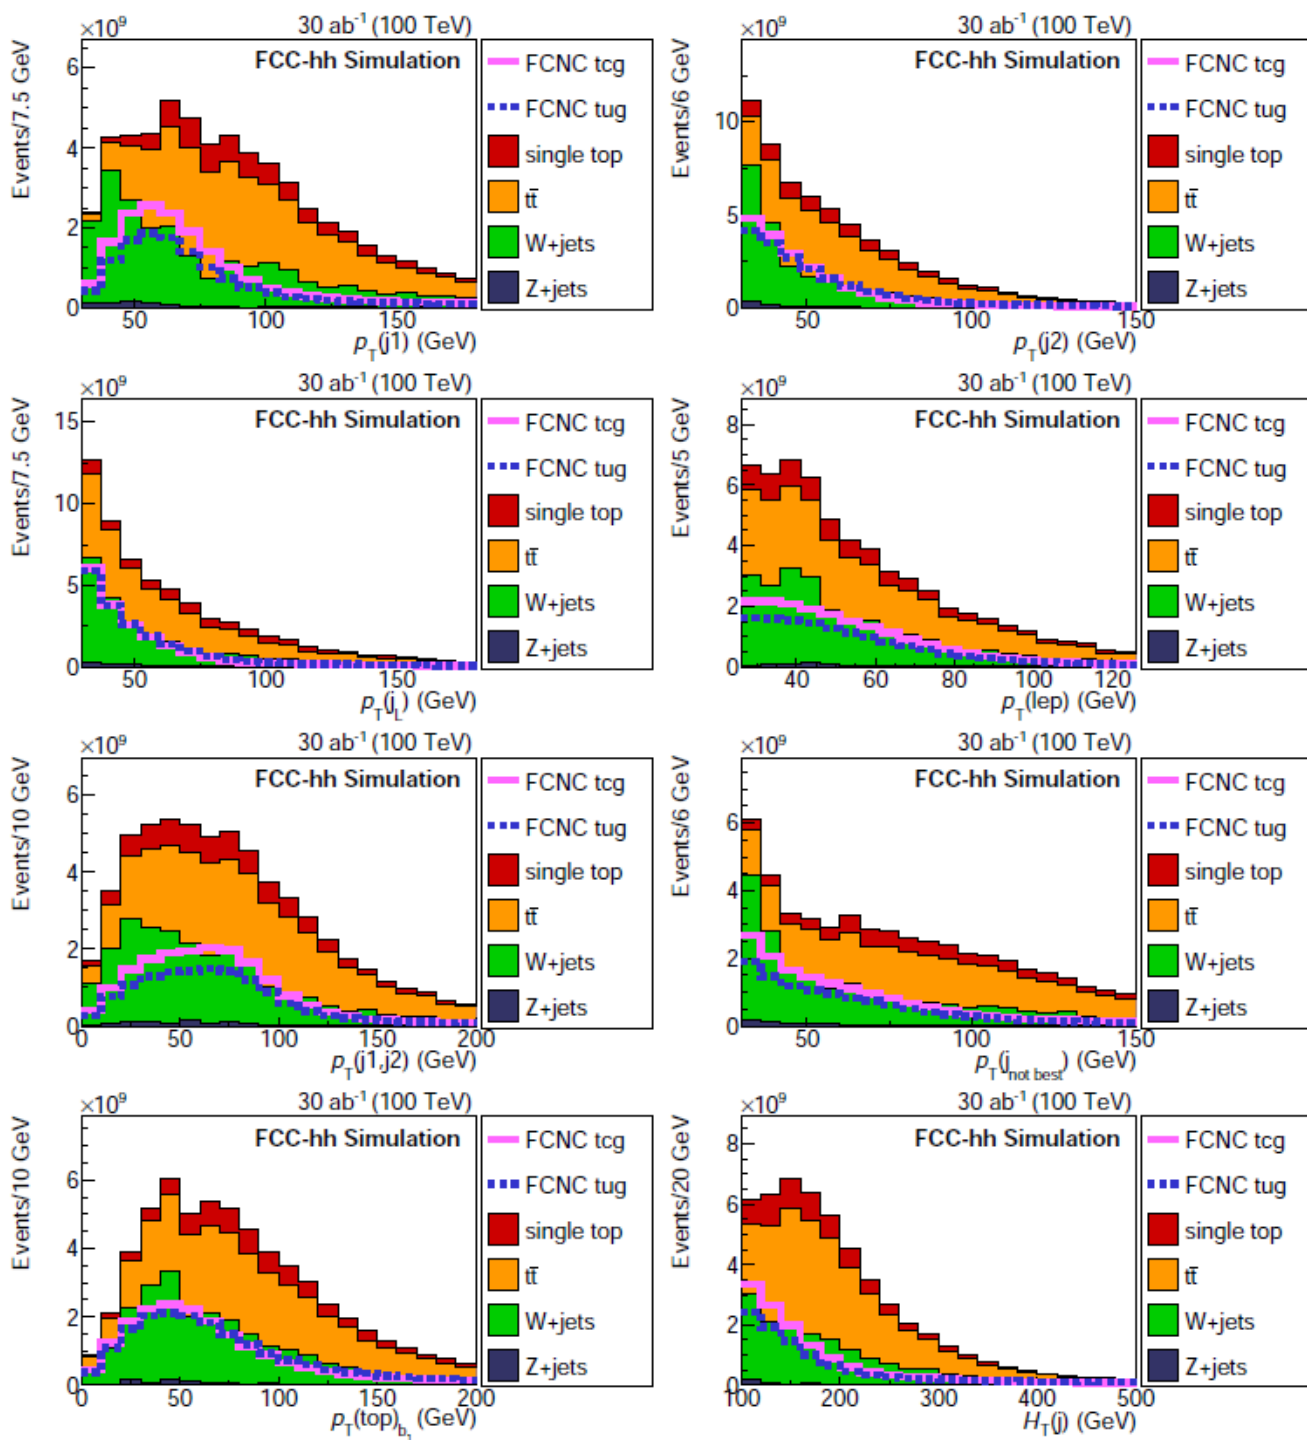 ×10⁹ 30 ab⁻¹ (100 TeV)
Events/7.5 GeV
FCC-hh Simulation
6
4
2
0
50 100 150
p_T(j1) (GeV)
FCNC tcg
FCNC tug
single top
tt̄
W+jets
Z+jets
×10⁹ 30 ab⁻¹ (100 TeV)
Events/6 GeV
FCC-hh Simulation
10
5
0
50 100 150
p_T(j2) (GeV)
FCNC tcg
FCNC tug
single top
tt̄
W+jets
Z+jets
×10⁹ 30 ab⁻¹ (100 TeV)
Events/7.5 GeV
FCC-hh Simulation
15
10
5
0
50 100 150
p_T(j_L) (GeV)
FCNC tcg
FCNC tug
single top
tt̄
W+jets
Z+jets
×10⁹ 30 ab⁻¹ (100 TeV)
Events/5 GeV
FCC-hh Simulation
8
6
4
2
0
40 60 80 100 120
p_T(lep) (GeV)
FCNC tcg
FCNC tug
single top
tt̄
W+jets
Z+jets
×10⁹ 30 ab⁻¹ (100 TeV)
Events/10 GeV
FCC-hh Simulation
6
4
2
0
0 50 100 150 200
p_T(j1,j2) (GeV)
FCNC tcg
FCNC tug
single top
tt̄
W+jets
Z+jets
×10⁹ 30 ab⁻¹ (100 TeV)
Events/6 GeV
FCC-hh Simulation
6
4
2
0
50 100 150
p_T(j_not best) (GeV)
FCNC tcg
FCNC tug
single top
tt̄
W+jets
Z+jets
×10⁹ 30 ab⁻¹ (100 TeV)
Events/10 GeV
FCC-hh Simulation
6
4
2
0
0 50 100 150 200
p_T(top)_b₁ (GeV)
FCNC tcg
FCNC tug
single top
tt̄
W+jets
Z+jets
×10⁹ 30 ab⁻¹ (100 TeV)
Events/20 GeV
FCC-hh Simulation
8
6
4
2
0
100 200 300 400 500
H_T(j) (GeV)
FCNC tcg
FCNC tug
single top
tt̄
W+jets
Z+jets